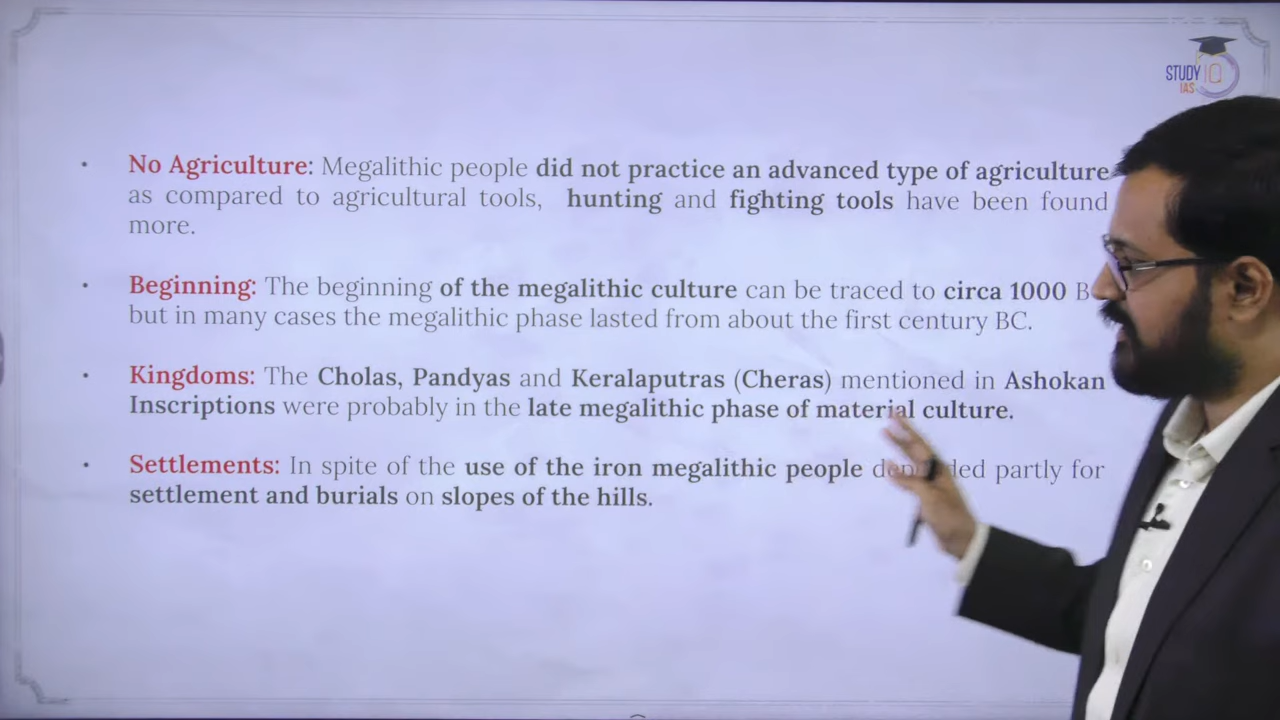 STUDY IQ
IAS
• No Agriculture: Megalithic people did not practice an advanced type of agriculture
as compared to agricultural tools, hunting and fighting tools have been found
more.
• Beginning: The beginning of the megalithic culture can be traced to circa 1000 B
but in many cases the megalithic phase lasted from about the first century BC.
• Kingdoms: The Cholas, Pandyas and Keralaputras (Cheras) mentioned in Ashokan
Inscriptions were probably in the late megalithic phase of material culture.
• Settlements: In spite of the use of the iron megalithic people partly for
settlement and burials on slopes of the hills.